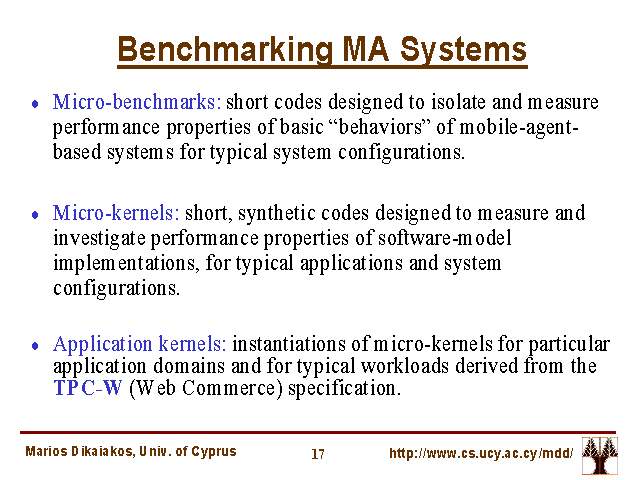 Benchmarking MA Systems
● Micro-benchmarks: short codes designed to isolate and measure
performance properties of basic “behaviors” of mobile-agent-
based systems for typical system configurations.
● Micro-kernels: short, synthetic codes designed to measure and
investigate performance properties of software-model
implementations, for typical applications and system
configurations.
● Application kernels: instantiations of micro-kernels for particular
application domains and for typical workloads derived from the
TPC-W (Web Commerce) specification.
Marios Dikaiakos, Univ. of Cyprus 17 http://www.cs.ucy.ac.cy/mdd/